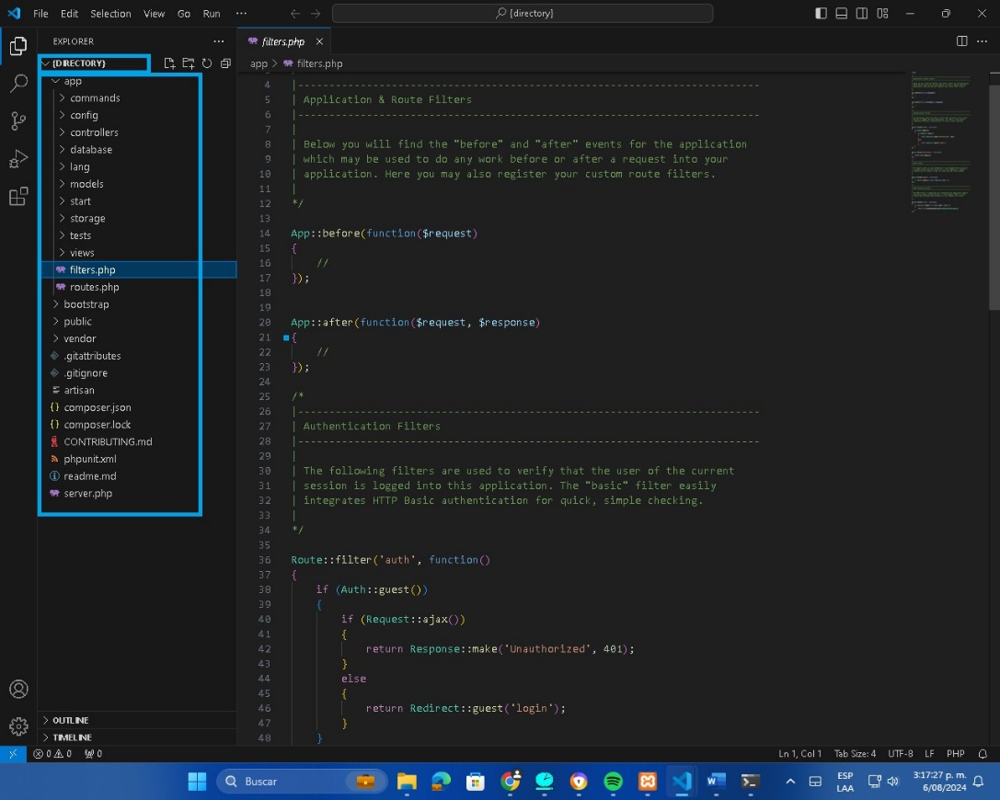 File Edit Selection View Go Run ··· [directory]
EXPLORER ···
{DIRECTORY}
app
commands
config
controllers
database
lang
models
start
storage
tests
views
filters.php
routes.php
bootstrap
public
vendor
.gitattributes
.gitignore
artisan
{} composer.json
{} composer.lock
CONTRIBUTING.md
phpunit.xml
readme.md
server.php
OUTLINE
TIMELINE
filters.php
app > filters.php
4 |--------------------------------------------------------------------------
5 | Application & Route Filters
6 |--------------------------------------------------------------------------
7 |
8 | Below you will find the "before" and "after" events for the application
9 | which may be used to do any work before or after a request into your
10 | application. Here you may also register your custom route filters.
11 |
12 */
13
14 App::before(function($request)
15 {
16 //
17 });
18
19
20 App::after(function($request, $response)
21 {
22 //
23 });
24
25 /*
26 |--------------------------------------------------------------------------
27 | Authentication Filters
28 |--------------------------------------------------------------------------
29 |
30 | The following filters are used to verify that the user of the current
31 | session is logged into this application. The "basic" filter easily
32 | integrates HTTP Basic authentication for quick, simple checking.
33 |
34 */
35
36 Route::filter('auth', function()
37 {
38 if (Auth::guest())
39 {
40 if (Request::ajax())
41 {
42 return Response::make('Unauthorized', 401);
43 }
44 else
45 {
46 return Redirect::guest('login');
47 }
48 }
0 0 0 Ln 1, Col 1 Tab Size: 4 UTF-8 LF PHP
Buscar
ESP
LAA
3:17:27 p. m.
6/08/2024